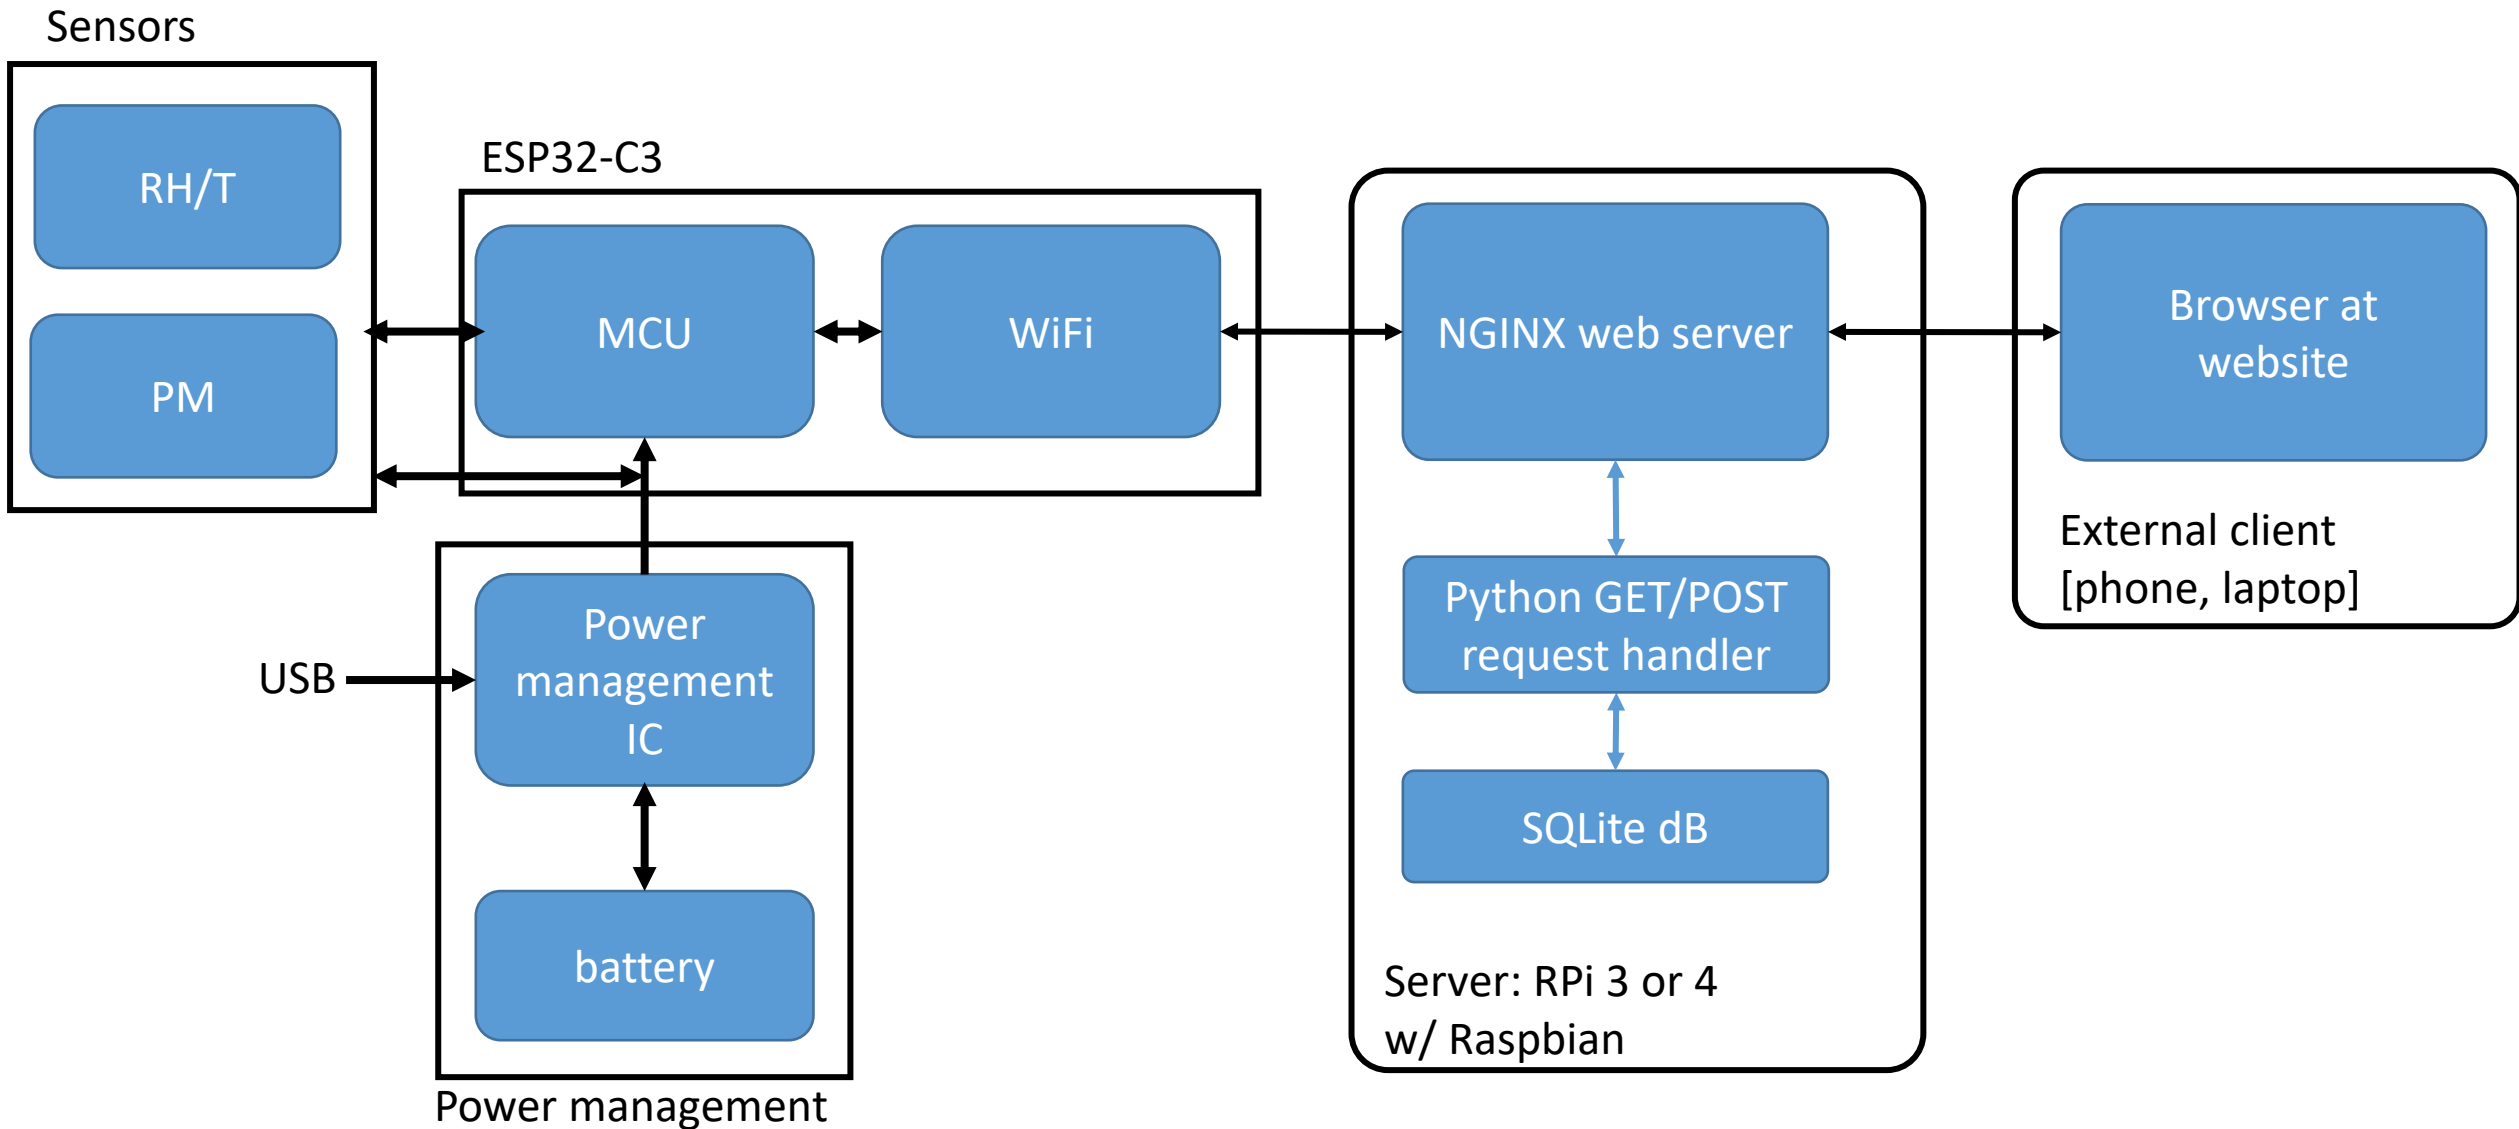 Sensors
RH/T
PM
ESP32-C3
MCU
WiFi
USB
Power
management
IC
battery
Power management
NGINX web server
Python GET/POST
request handler
SQLite dB
Server: RPi 3 or 4
w/ Raspbian
Browser at
website
External client
[phone, laptop]